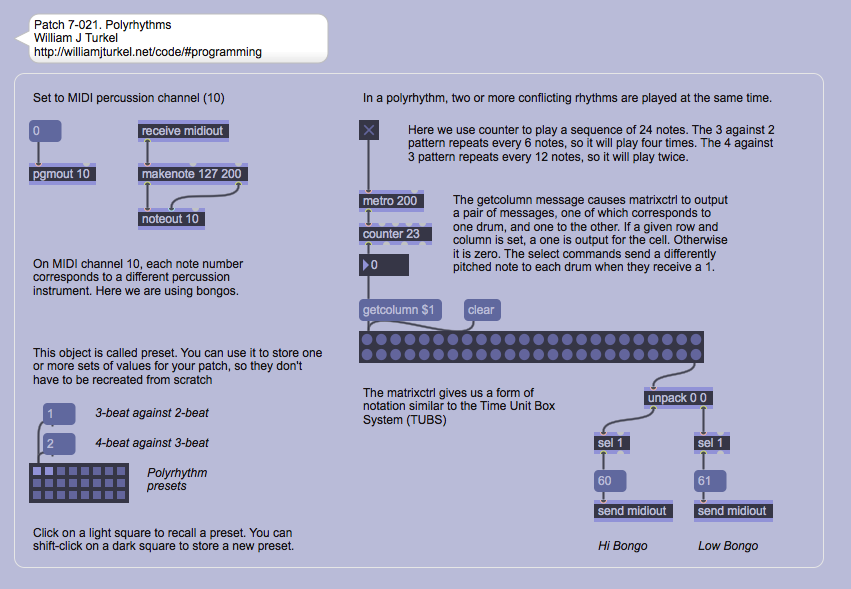 Patch 7-021. Polyrhythms
William J Turkel
http://williamjturkel.net/code/#programming
Set to MIDI percussion channel (10)
0
pgmout 10
receive midiout
makenote 127 200
noteout 10
On MIDI channel 10, each note number
corresponds to a different percussion
instrument. Here we are using bongos.
This object is called preset. You can use it to store one
or more sets of values for your patch, so they don't
have to be recreated from scratch
1
3-beat against 2-beat
2
4-beat against 3-beat
Polyrhythm
presets
Click on a light square to recall a preset. You can
shift-click on a dark square to store a new preset.
In a polyrhythm, two or more conflicting rhythms are played at the same time.
Here we use counter to play a sequence of 24 notes. The 3 against 2
pattern repeats every 6 notes, so it will play four times. The 4 against
3 pattern repeats every 12 notes, so it will play twice.
metro 200
counter 23
0
The getcolumn message causes matrixctrl to output
a pair of messages, one of which corresponds to
one drum, and one to the other. If a given row and
column is set, a one is output for the cell. Otherwise
it is zero. The select commands send a differently
pitched note to each drum when they receive a 1.
getcolumn $1
clear
The matrixctrl gives us a form of
notation similar to the Time Unit Box
System (TUBS)
unpack 0 0
sel 1
sel 1
60
61
send midiout
send midiout
Hi Bongo
Low Bongo